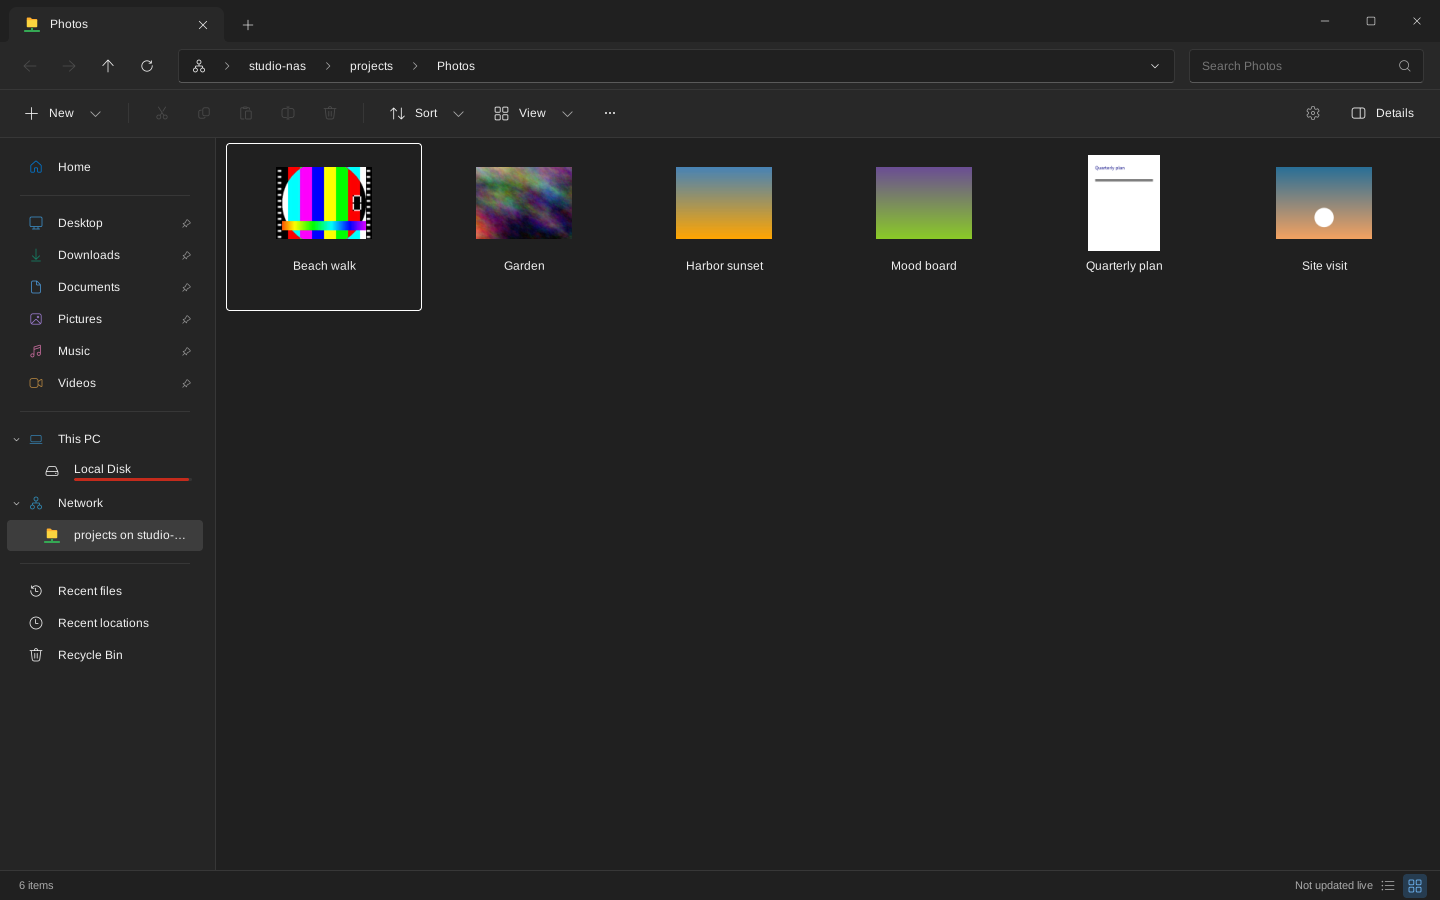 Photos
studio-nas
projects
Photos
Search Photos
New
Sort
View
Details
Home
Desktop
Downloads
Documents
Pictures
Music
Videos
This PC
Local Disk
Network
projects on studio-...
Recent files
Recent locations
Recycle Bin
Quarterly plan
Beach walk
Garden
Harbor sunset
Mood board
Quarterly plan
Site visit
6 items
Not updated live